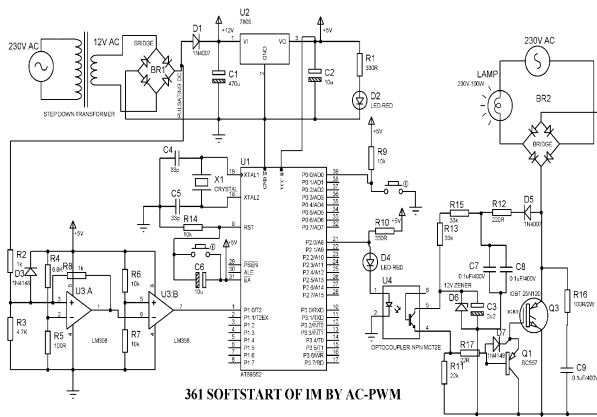 230V AC
12V AC
BRIDGE
BR1
STEP DOWN TRANSFORMER
PULSATING DC
D1
1N4007
+12V
C1
470u
U2
7805
VI
VO
GND
+5V
C2
10u
R1
330R
D2
LED-RED
230V AC
LAMP
230V-100W
BR2
BRIDGE
+5V
R9
10k
C4
33p
X1
CRYSTAL
C5
33p
R14
10k
C6
10u
+5V
U1
XTAL1
XTAL2
RST
PSEN
ALE
EA
P1.0/T2
P1.1/T2EX
P1.2
P1.3
P1.4
P1.5
P1.6
P1.7
AT89S52
P0.0/AD0
P0.1/AD1
P0.2/AD2
P0.3/AD3
P0.4/AD4
P0.5/AD5
P0.6/AD6
P0.7/AD7
P2.0/A8
P2.1/A9
P2.2/A10
P2.3/A11
P2.4/A12
P2.5/A13
P2.6/A14
P2.7/A15
P3.0/RXD
P3.1/TXD
P3.2/INT0
P3.3/INT1
P3.4/T0
P3.5/T1
P3.6/WR
P3.7/RD
R10
330R
+5V
D4
LED-RED
U4
OPTOCOUPLER-NPN MCT2E
R15
33k
R13
33k
R12
220R
D5
1N4007
C7
0.1uF/400V
C8
0.1uF/400V
12V ZENER
D6
C3
2u2
IGBT 25N120
Q3
R16
100R/2W
C9
0.1uF/400V
D7
1N4148
Q1
BC557
R17
22R
R11
22k
+5V
R2
1k
D3
1N4148
R4
6.8K
R8
1k
U3:A
LM358
R3
4.7K
R5
100R
R6
10k
R7
10k
U3:B
LM358
361 SOFTSTART OF IM BY AC-PWM